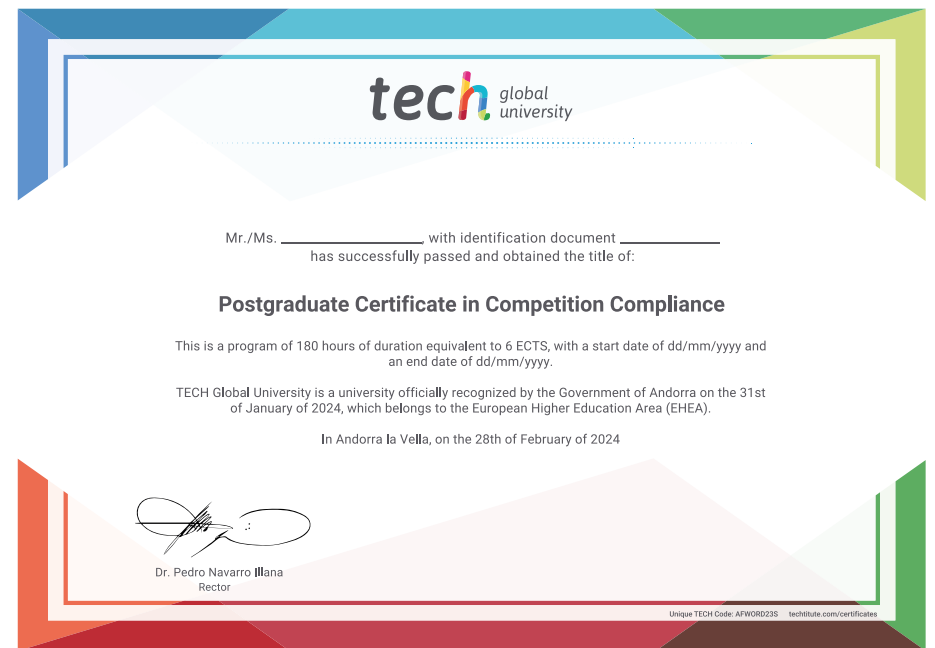 tech global university
Mr./Ms. ____________, with identification document ____________
has successfully passed and obtained the title of:
Postgraduate Certificate in Competition Compliance
This is a program of 180 hours of duration equivalent to 6 ECTS, with a start date of dd/mm/yyyy and
an end date of dd/mm/yyyy.
TECH Global University is a university officially recognized by the Government of Andorra on the 31st
of January of 2024, which belongs to the European Higher Education Area (EHEA).
In Andorra la Vella, on the 28th of February of 2024
Dr. Pedro Navarro Illana
Rector
Unique TECH Code: AFWORD23S techtitute.com/certificates